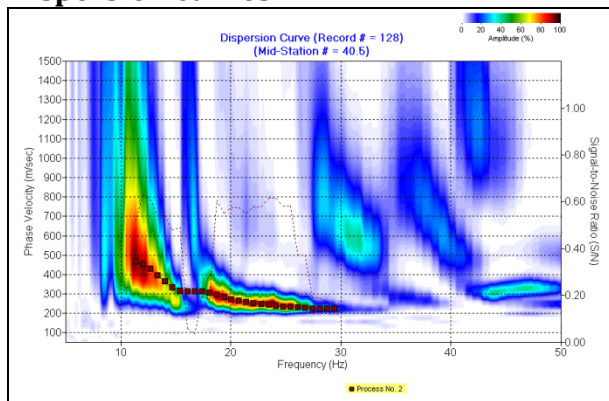 0 20 40 60 80 100
Amplitude (%)
Dispersion Curve (Record # = 128)
(Mid-Station # = 40.5)
Phase Velocity (m/sec)
1500
1400
1300
1200
1100
1000
900
800
700
600
500
400
300
200
100
Signal-to-Noise Ratio (S/N)
1.00
0.80
0.60
0.40
0.20
0.00
10 20 30 40 50
Frequency (Hz)
Process No. 2